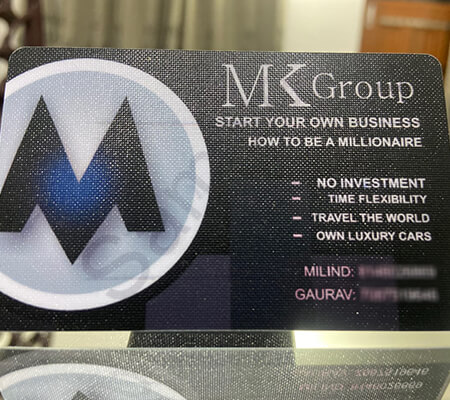 M
MK Group
START YOUR OWN BUSINESS
HOW TO BE A MILLIONAIRE
- NO INVESTMENT
- TIME FLEXIBILITY
- TRAVEL THE WORLD
- OWN LUXURY CARS
MILIND:
GAURAV: